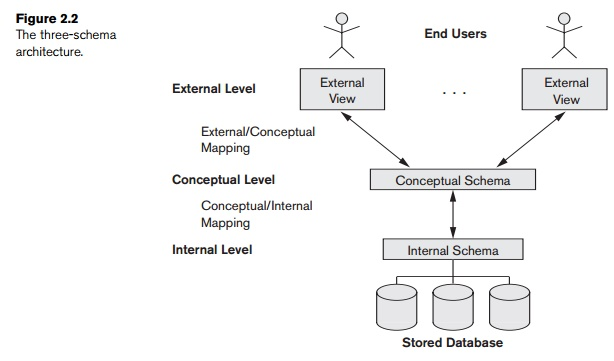 Figure 2.2
The three-schema
architecture.
End Users
External Level
External
View
. . .
External
View
External/Conceptual
Mapping
Conceptual Level
Conceptual Schema
Conceptual/Internal
Mapping
Internal Level
Internal Schema
Stored Database